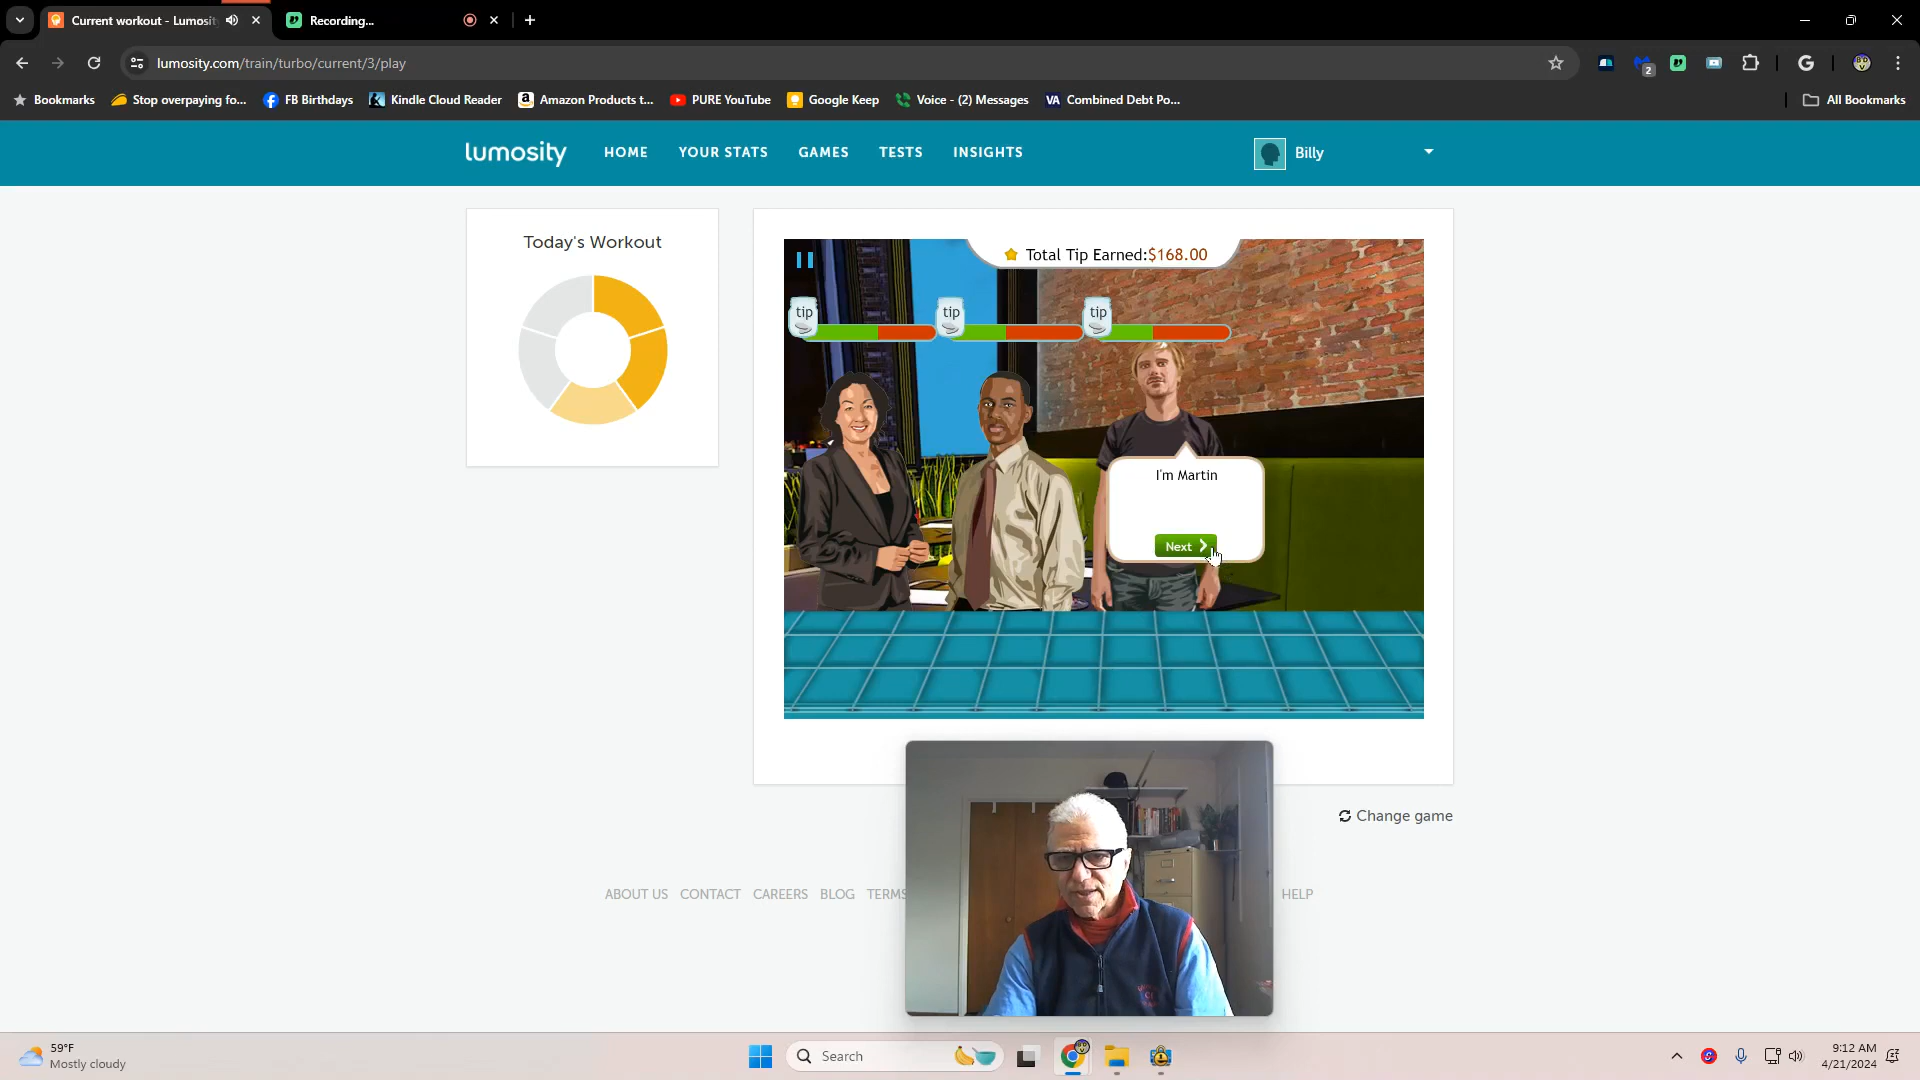 Current workout - Lumosit
Recording...
lumosity.com/train/turbo/current/3/play
2
Bookmarks
Stop overpaying fo...
FB Birthdays
Kindle Cloud Reader
Amazon Products t...
PURE YouTube
Google Keep
Voice - (2) Messages
VA Combined Debt Po...
All Bookmarks
lumosity
HOME
YOUR STATS
GAMES
TESTS
INSIGHTS
Billy
Today's Workout
Total Tip Earned:$168.00
tip
tip
tip
I'm Martin
Next
Change game
ABOUT US
CONTACT
CAREERS
BLOG
TERMS
HELP
59°F
Mostly cloudy
Search
9:12 AM
4/21/2024